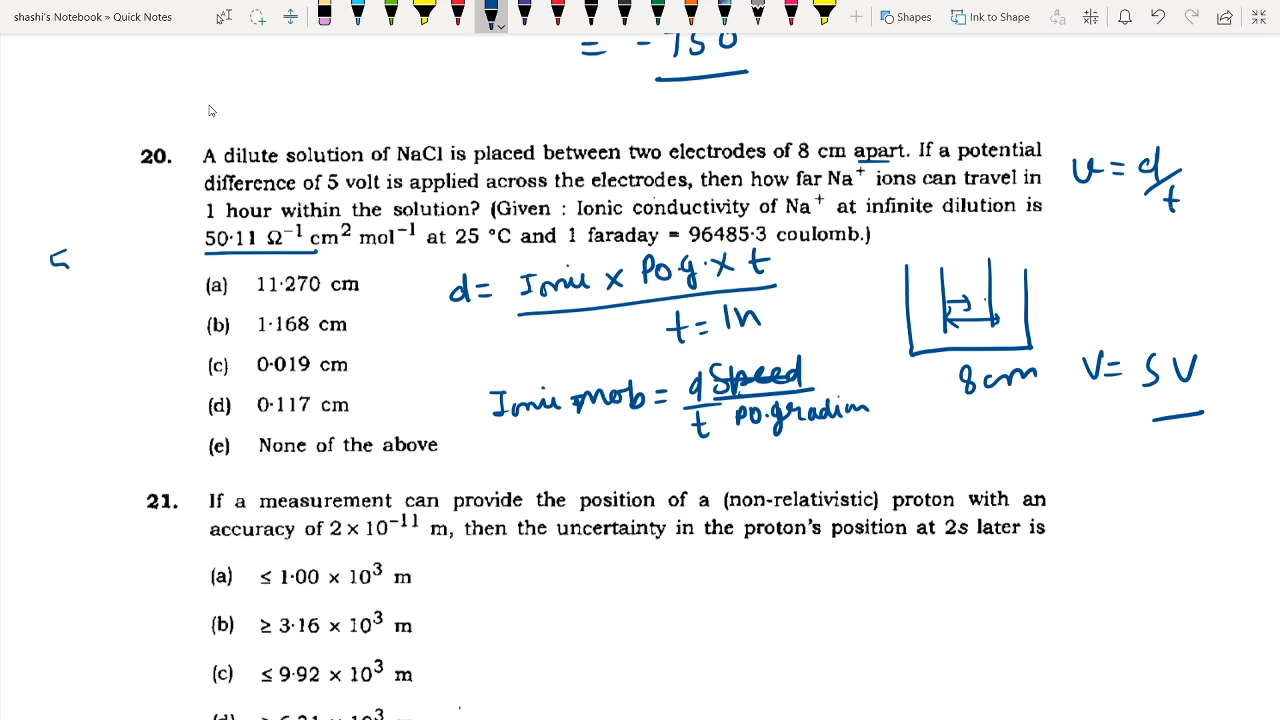 shashi's Notebook » Quick Notes
Shapes
Ink to Shape
= - 750
20. A dilute solution of NaCl is placed between two electrodes of 8 cm apart. If a potential
difference of 5 volt is applied across the electrodes, then how far Na⁺ ions can travel in
1 hour within the solution? (Given : Ionic conductivity of Na⁺ at infinite dilution is
50·11 Ω⁻¹ cm² mol⁻¹ at 25 °C and 1 faraday = 96485·3 coulomb.)
v = d/t
(a) 11·270 cm
(b) 1·168 cm
(c) 0·019 cm
(d) 0·117 cm
(e) None of the above
d = Ionic x Po.g. x t
t = 1h
Ionic mob = d Speed
t po.gradien
8 cm
V = 5 V
21. If a measurement can provide the position of a (non-relativistic) proton with an
accuracy of 2 × 10⁻¹¹ m, then the uncertainty in the proton's position at 2s later is
(a) ≤ 1·00 × 10³ m
(b) ≥ 3·16 × 10³ m
(c) ≤ 9·92 × 10³ m